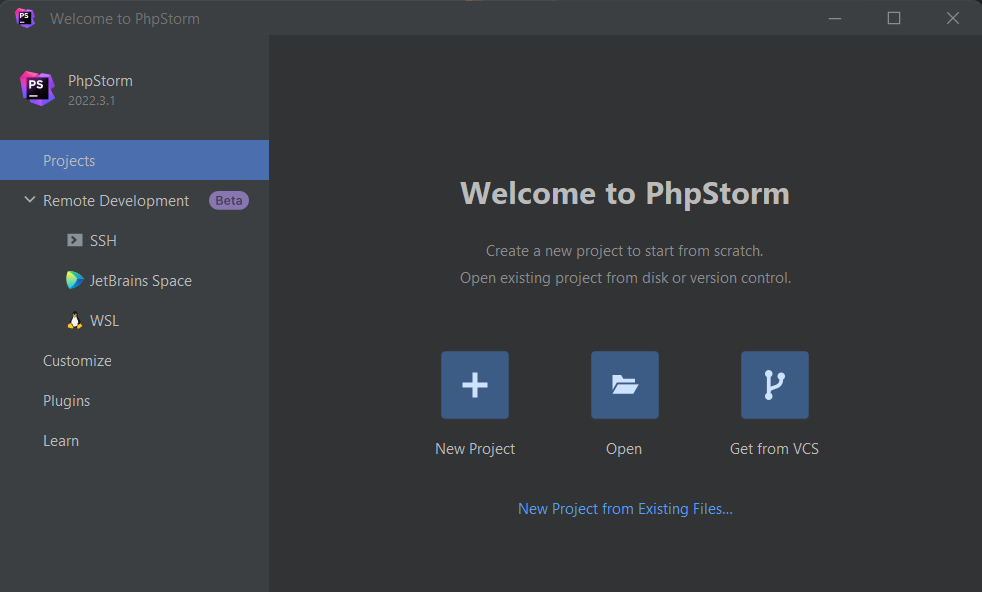 PS
Welcome to PhpStorm
PS
PhpStorm
2022.3.1
Projects
Remote Development Beta
SSH
JetBrains Space
WSL
Customize
Plugins
Learn
Welcome to PhpStorm
Create a new project to start from scratch.
Open existing project from disk or version control.
New Project
Open
Get from VCS
New Project from Existing Files...